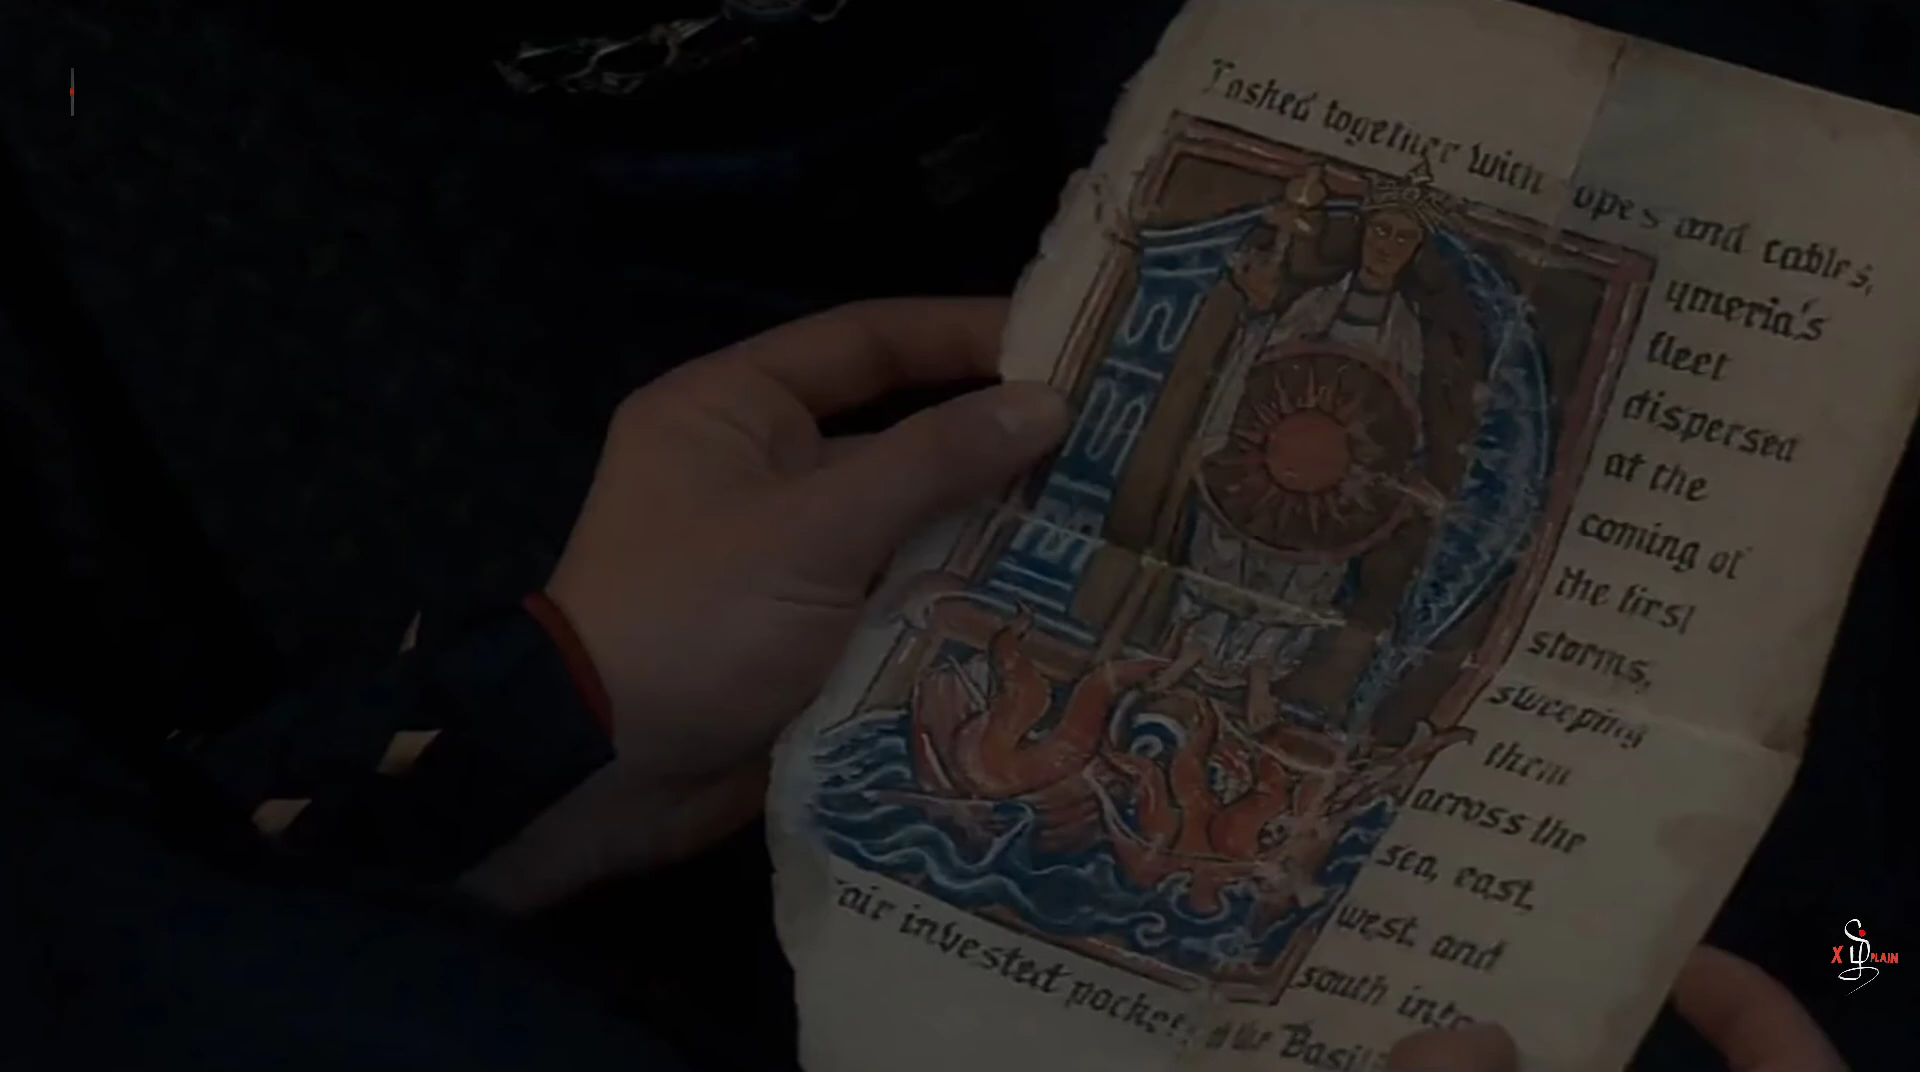 Lashed together with ropes and cables,
ymeria's
fleet
dispersed
at the
coming of
the first
storms,
sweeping
them
across the
sea, east,
west and
south into
air invested pockets of the Basil
X PLAIN